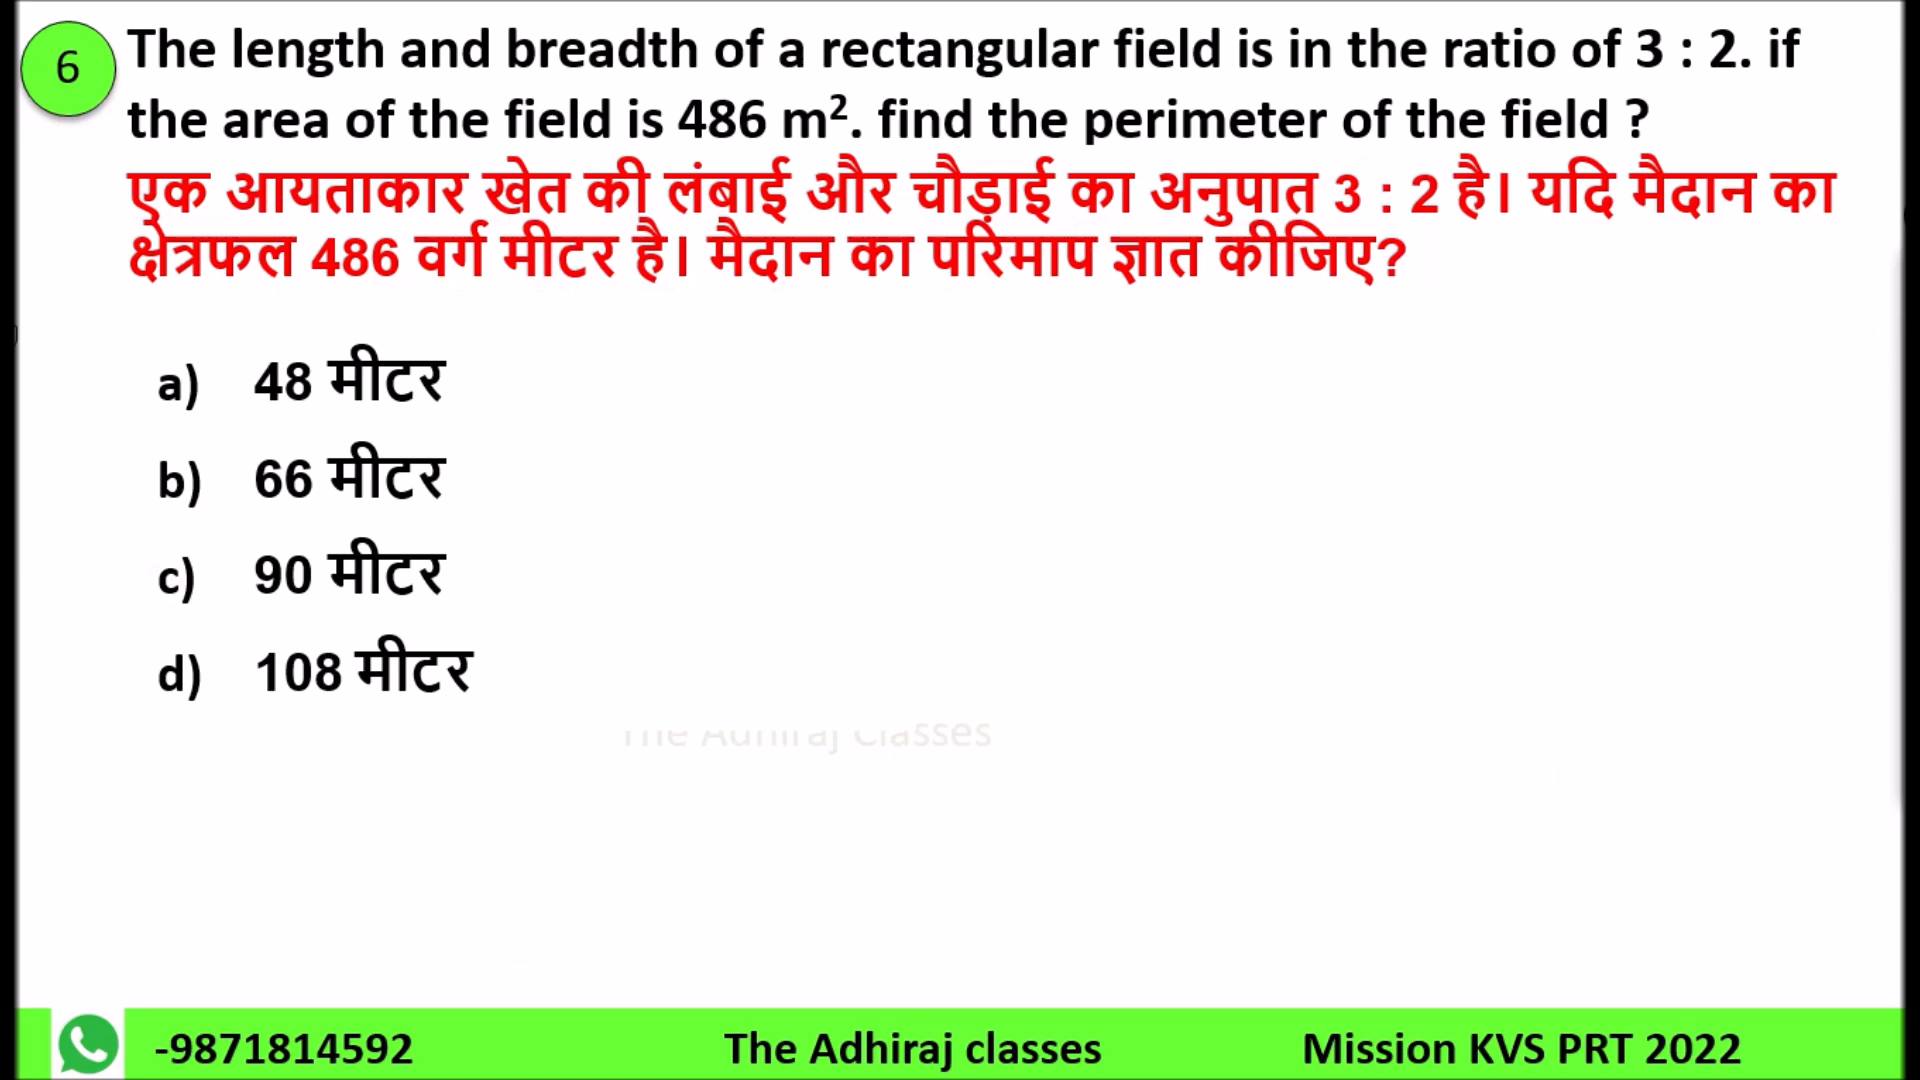 6
The length and breadth of a rectangular field is in the ratio of 3 : 2. if
the area of the field is 486 m². find the perimeter of the field ?
एक आयताकार खेत की लंबाई और चौड़ाई का अनुपात 3 : 2 है। यदि मैदान का
क्षेत्रफल 486 वर्ग मीटर है। मैदान का परिमाप ज्ञात कीजिए?
a) 48 मीटर
b) 66 मीटर
c) 90 मीटर
d) 108 मीटर
The Adhiraj Classes
-9871814592 The Adhiraj classes Mission KVS PRT 2022